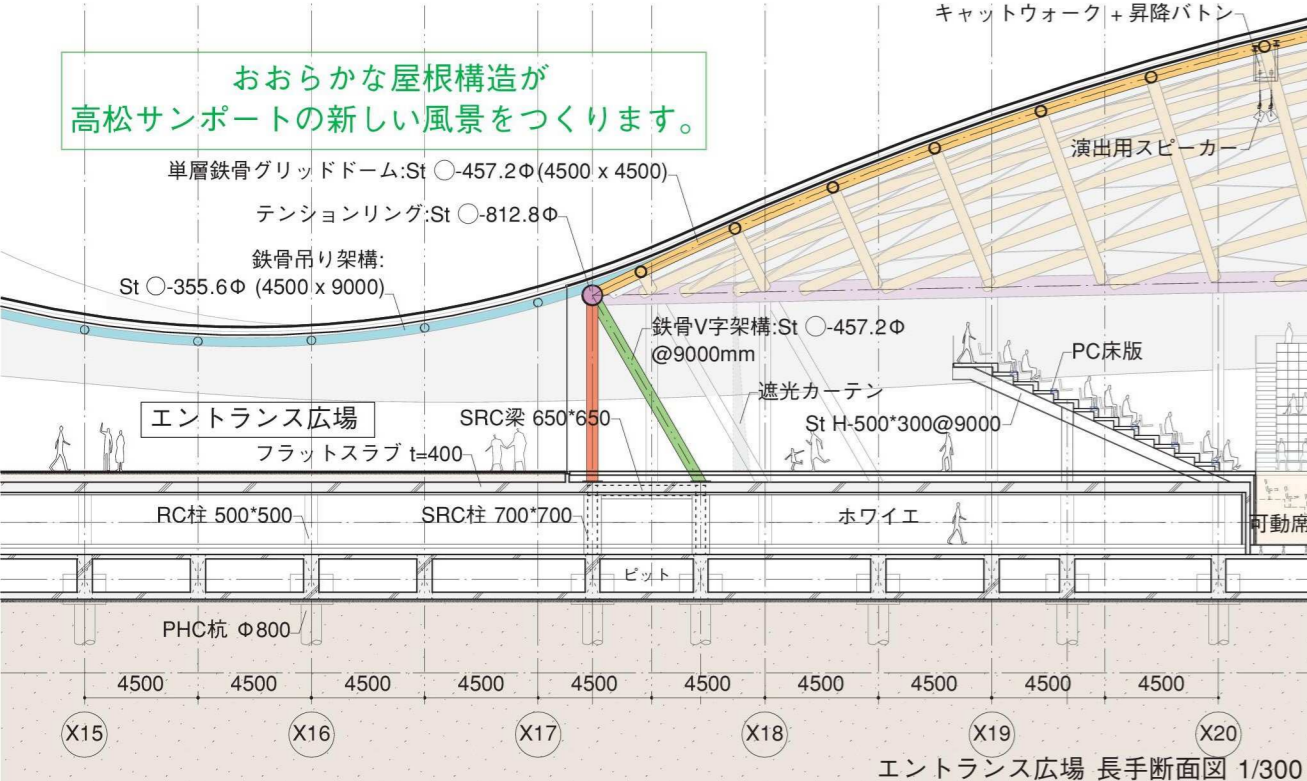 キャットウォーク + 昇降バトン
おおらかな屋根構造が
高松サンポートの新しい風景をつくります。
演出用スピーカー
単層鉄骨グリッドドーム:St ○-457.2Φ(4500 x 4500)
テンションリング:St ○-812.8Φ
鉄骨吊り架構:
St ○-355.6Φ (4500 x 9000)
鉄骨V字架構:St ○-457.2Φ
@9000mm
PC床版
遮光カーテン
エントランス広場
SRC梁 650*650
St H-500*300@9000
フラットスラブ t=400
RC柱 500*500
SRC柱 700*700
ホワイエ
可動席
ピット
PHC杭 Φ800
4500 4500 4500 4500 4500 4500 4500 4500 4500 4500
X15 X16 X17 X18 X19 X20
エントランス広場 長手断面図 1/300